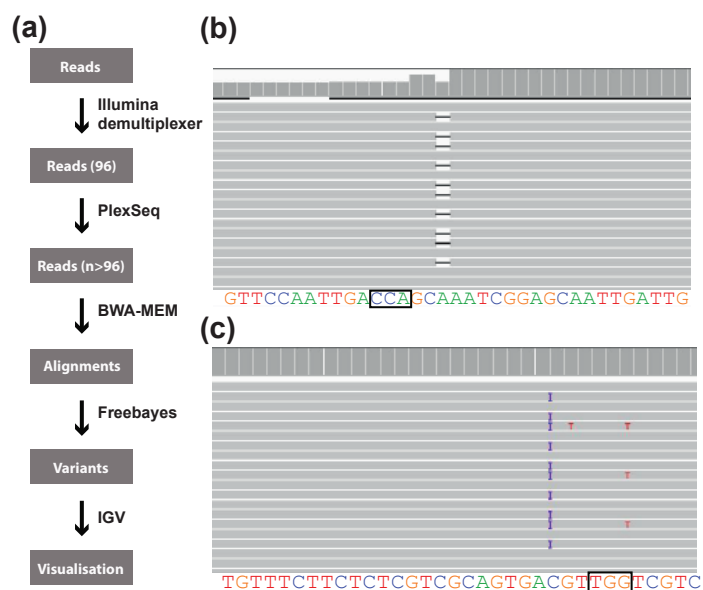 (a)
Reads
Illumina
demultiplexer
Reads (96)
PlexSeq
Reads (n>96)
BWA-MEM
Alignments
Freebayes
Variants
IGV
Visualisation
(b)
GTTCCAATTGACCAGCAAATCGGAGCAATTGATTG
(c)
I
I
I T T
I
I
I T
I
I
I T
I
TGTTTCTTCTCTCGTCGCAGTGACGTTGGTCGTC